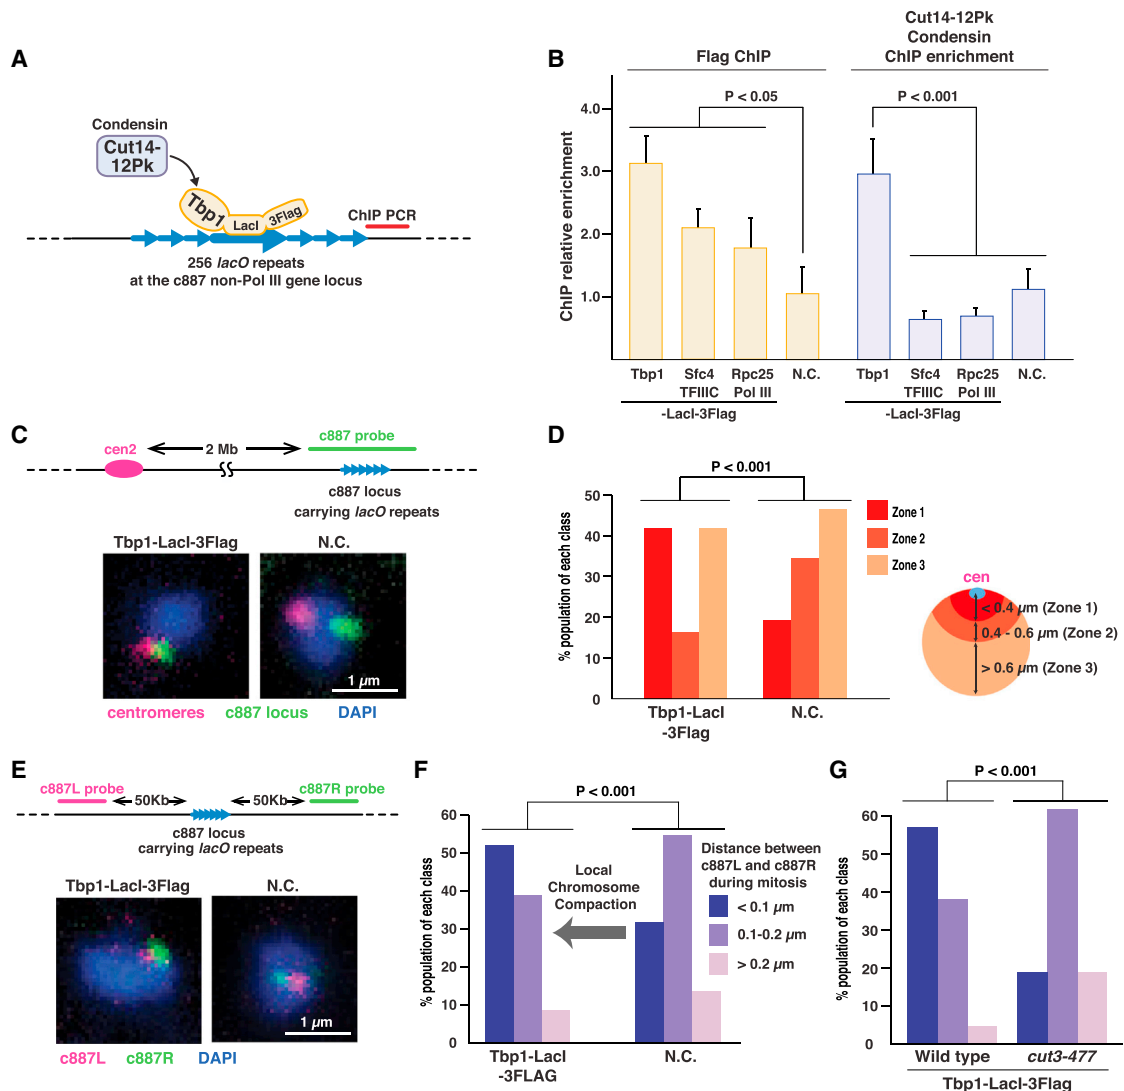 A
Condensin
Cut14-
12Pk
Tbp1
LacI
3Flag
ChIP PCR
256 lacO repeats
at the c887 non-Pol III gene locus
B
Flag ChIP
Cut14-12Pk
Condensin
ChIP enrichment
P < 0.05
P < 0.001
ChIP relative enrichment
4.0
3.0
2.0
1.0
Tbp1
Sfc4
TFIIIC
Rpc25
Pol III
N.C.
Tbp1
Sfc4
TFIIIC
Rpc25
Pol III
N.C.
-LacI-3Flag
-LacI-3Flag
C
cen2
2 Mb
c887 probe
c887 locus
carrying lacO repeats
Tbp1-LacI-3Flag
N.C.
1 µm
centromeres
c887 locus
DAPI
D
P < 0.001
% population of each class
50
40
30
20
10
0
Tbp1-LacI
-3Flag
N.C.
Zone 1
Zone 2
Zone 3
cen
< 0.4 µm (Zone 1)
0.4 - 0.6 µm (Zone 2)
> 0.6 µm (Zone 3)
E
c887L probe
50Kb
50Kb
c887R probe
c887 locus
carrying lacO repeats
Tbp1-LacI-3Flag
N.C.
1 µm
c887L
c887R
DAPI
F
P < 0.001
% population of each class
60
50
40
30
20
10
0
Local
Chromosome
Compaction
Distance between
c887L and c887R
during mitosis
< 0.1 µm
0.1-0.2 µm
> 0.2 µm
Tbp1-LacI
-3FLAG
N.C.
G
P < 0.001
% population of each class
60
50
40
30
20
10
0
Wild type
cut3-477
Tbp1-LacI-3Flag